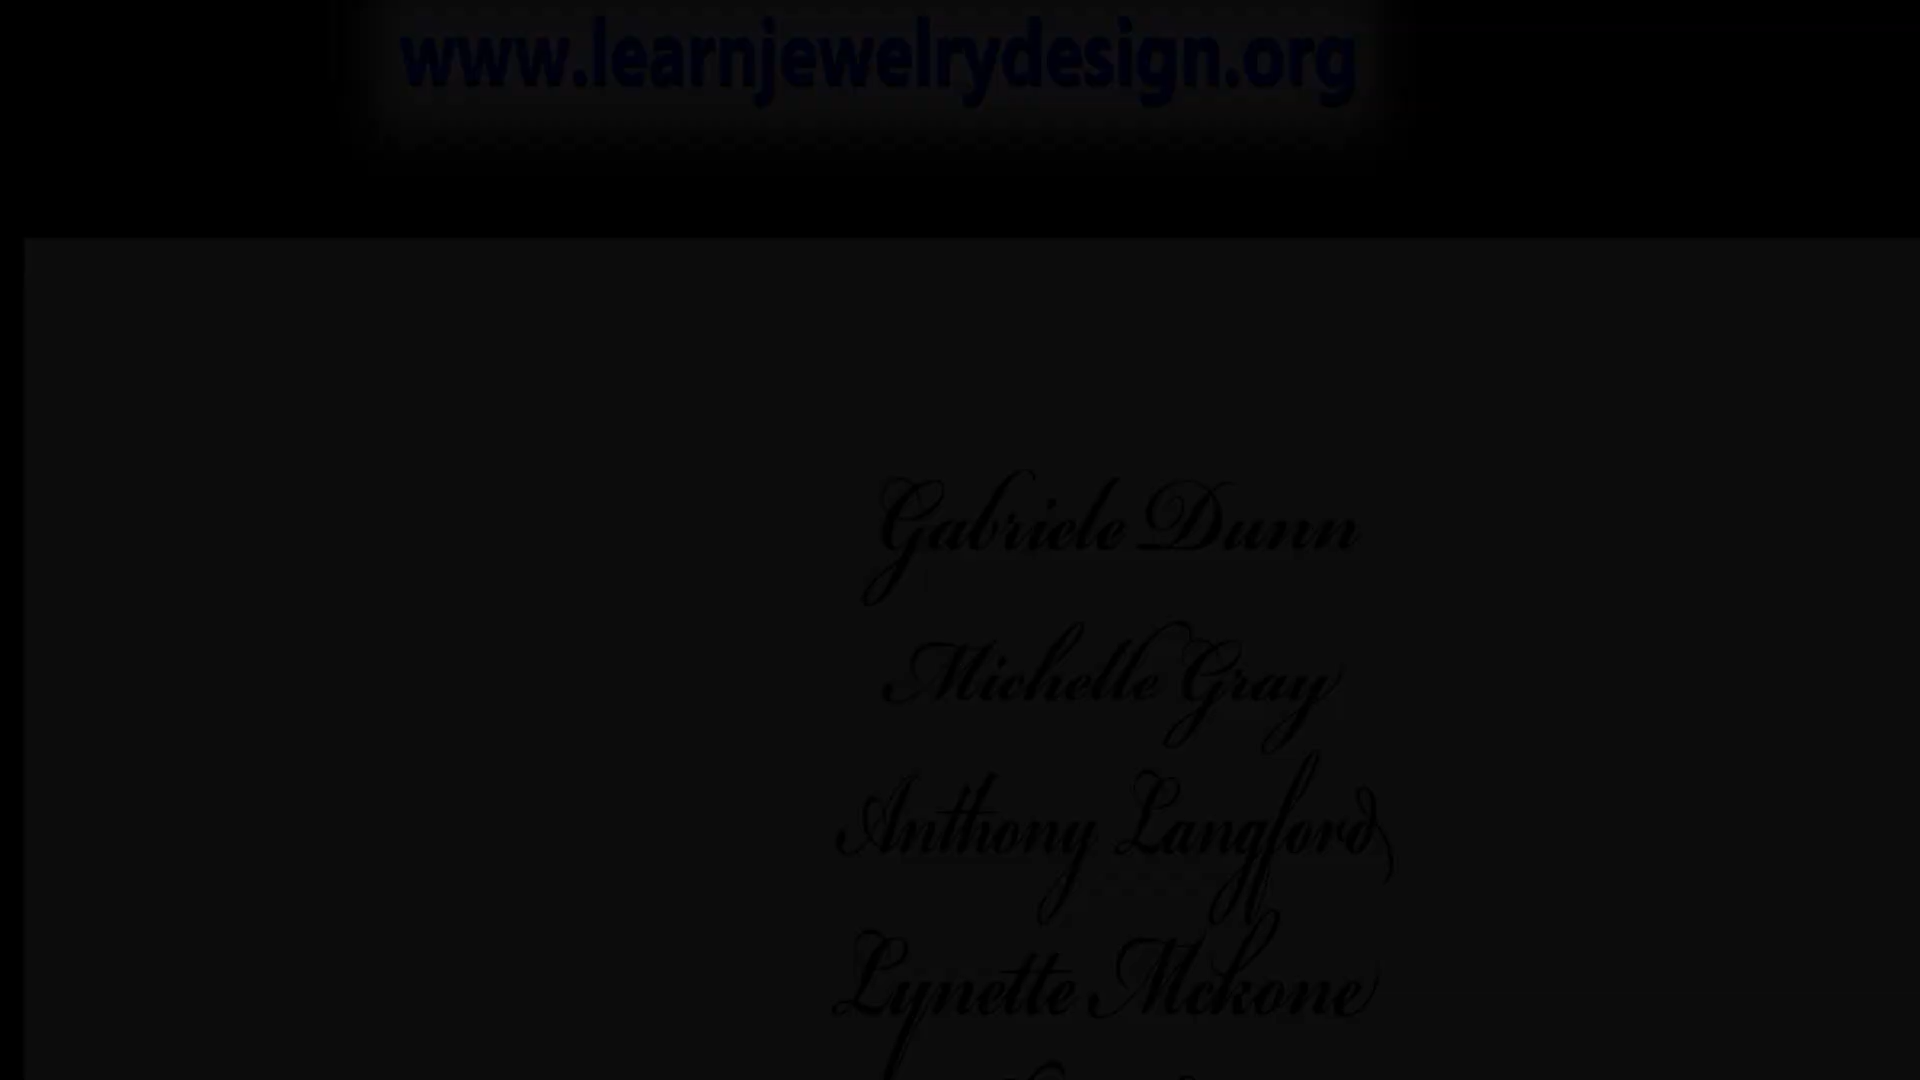 www.learnjewelrydesign.org
Gabriele Dunn
Michelle Gray
Anthony Langford
Lynette Mckone